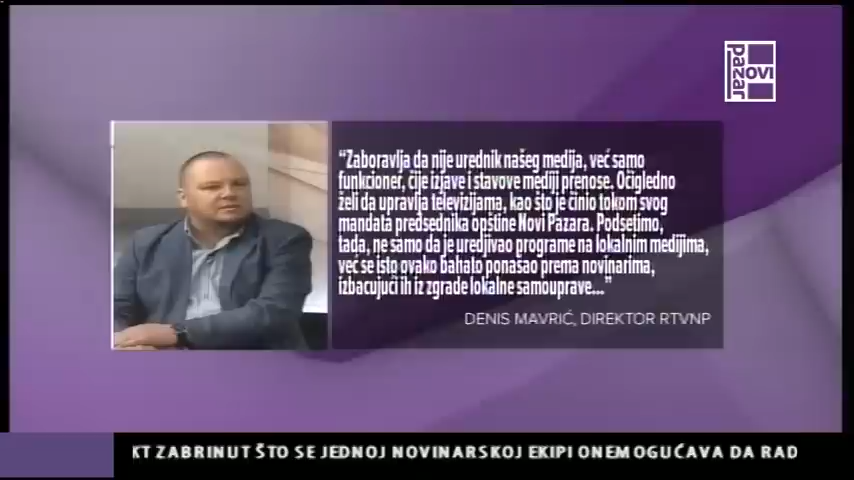 pazar
OVI
“Zaboravlja da nije urednik našeg medija, već samo
funkcioner, čije izjave i stavove mediji prenose. Očigledno
želi da upravlja televizijama, kao što je činio tokom svog
mandata predsednika opštine Novi Pazara. Podsetimo,
tada, ne samo da je uredjivao programe na lokalnim medijima,
već se isto ovako bahato ponašao prema novinarima,
izbacujući ih iz zgrade lokalne samouprave...”
DENIS MAVRIĆ, DIREKTOR RTVNP
KT ZABRINUT ŠTO SE JEDNOJ NOVINARSKOJ EKIPI ONEMOGUĆAVA DA RAD